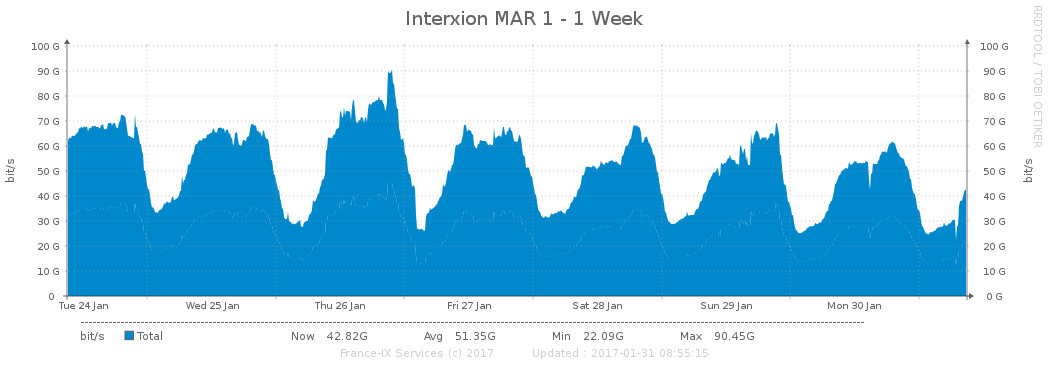 Interxion MAR 1 - 1 Week
RRDTOOL / TOBI OETIKER
bit/s
100 G
90 G
80 G
70 G
60 G
50 G
40 G
30 G
20 G
10 G
0
100 G
90 G
80 G
70 G
60 G
50 G
40 G
30 G
20 G
10 G
0 G
bit/s
Tue 24 Jan Wed 25 Jan Thu 26 Jan Fri 27 Jan Sat 28 Jan Sun 29 Jan Mon 30 Jan
bit/s Total Now 42.82G Avg 51.35G Min 22.09G Max 90.45G
France-IX Services (c) 2017 Updated : 2017-01-31 08:55:15